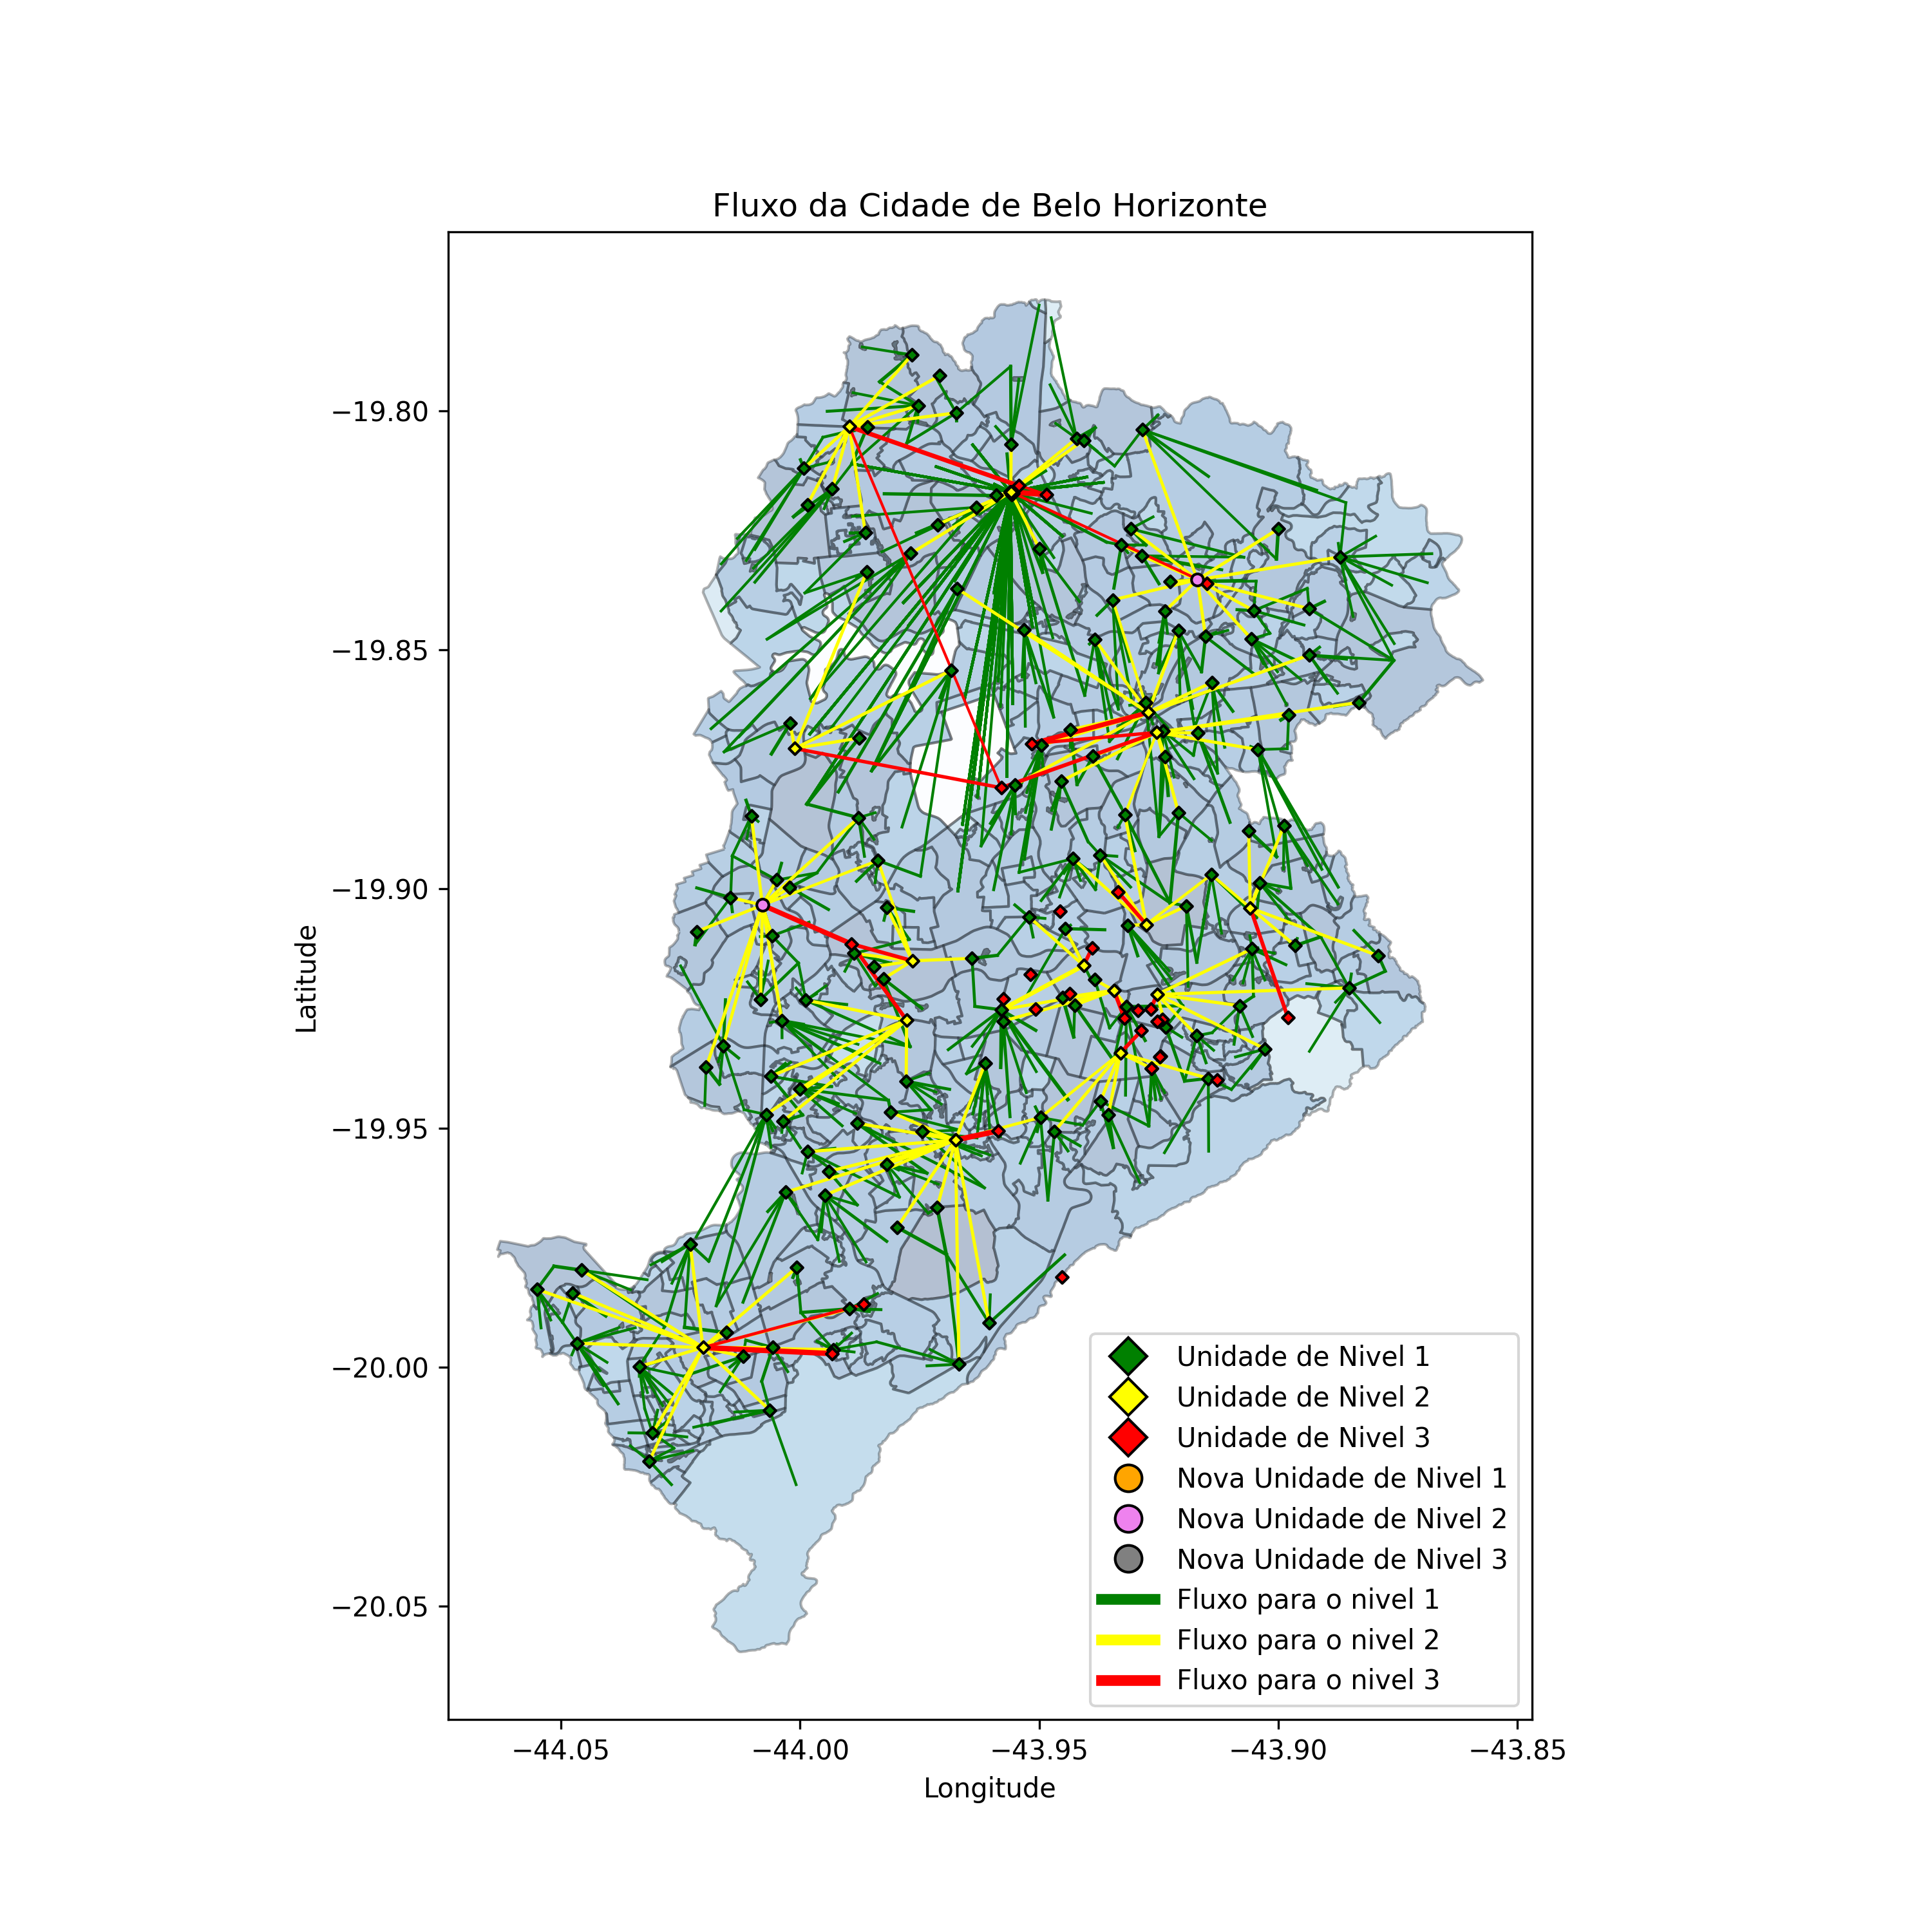 Fluxo da Cidade de Belo Horizonte
−19.80
−19.85
−19.90
−19.95
−20.00
−20.05
Latitude
−44.05
−44.00
−43.95
−43.90
−43.85
Longitude
Unidade de Nivel 1
Unidade de Nivel 2
Unidade de Nivel 3
Nova Unidade de Nivel 1
Nova Unidade de Nivel 2
Nova Unidade de Nivel 3
Fluxo para o nivel 1
Fluxo para o nivel 2
Fluxo para o nivel 3